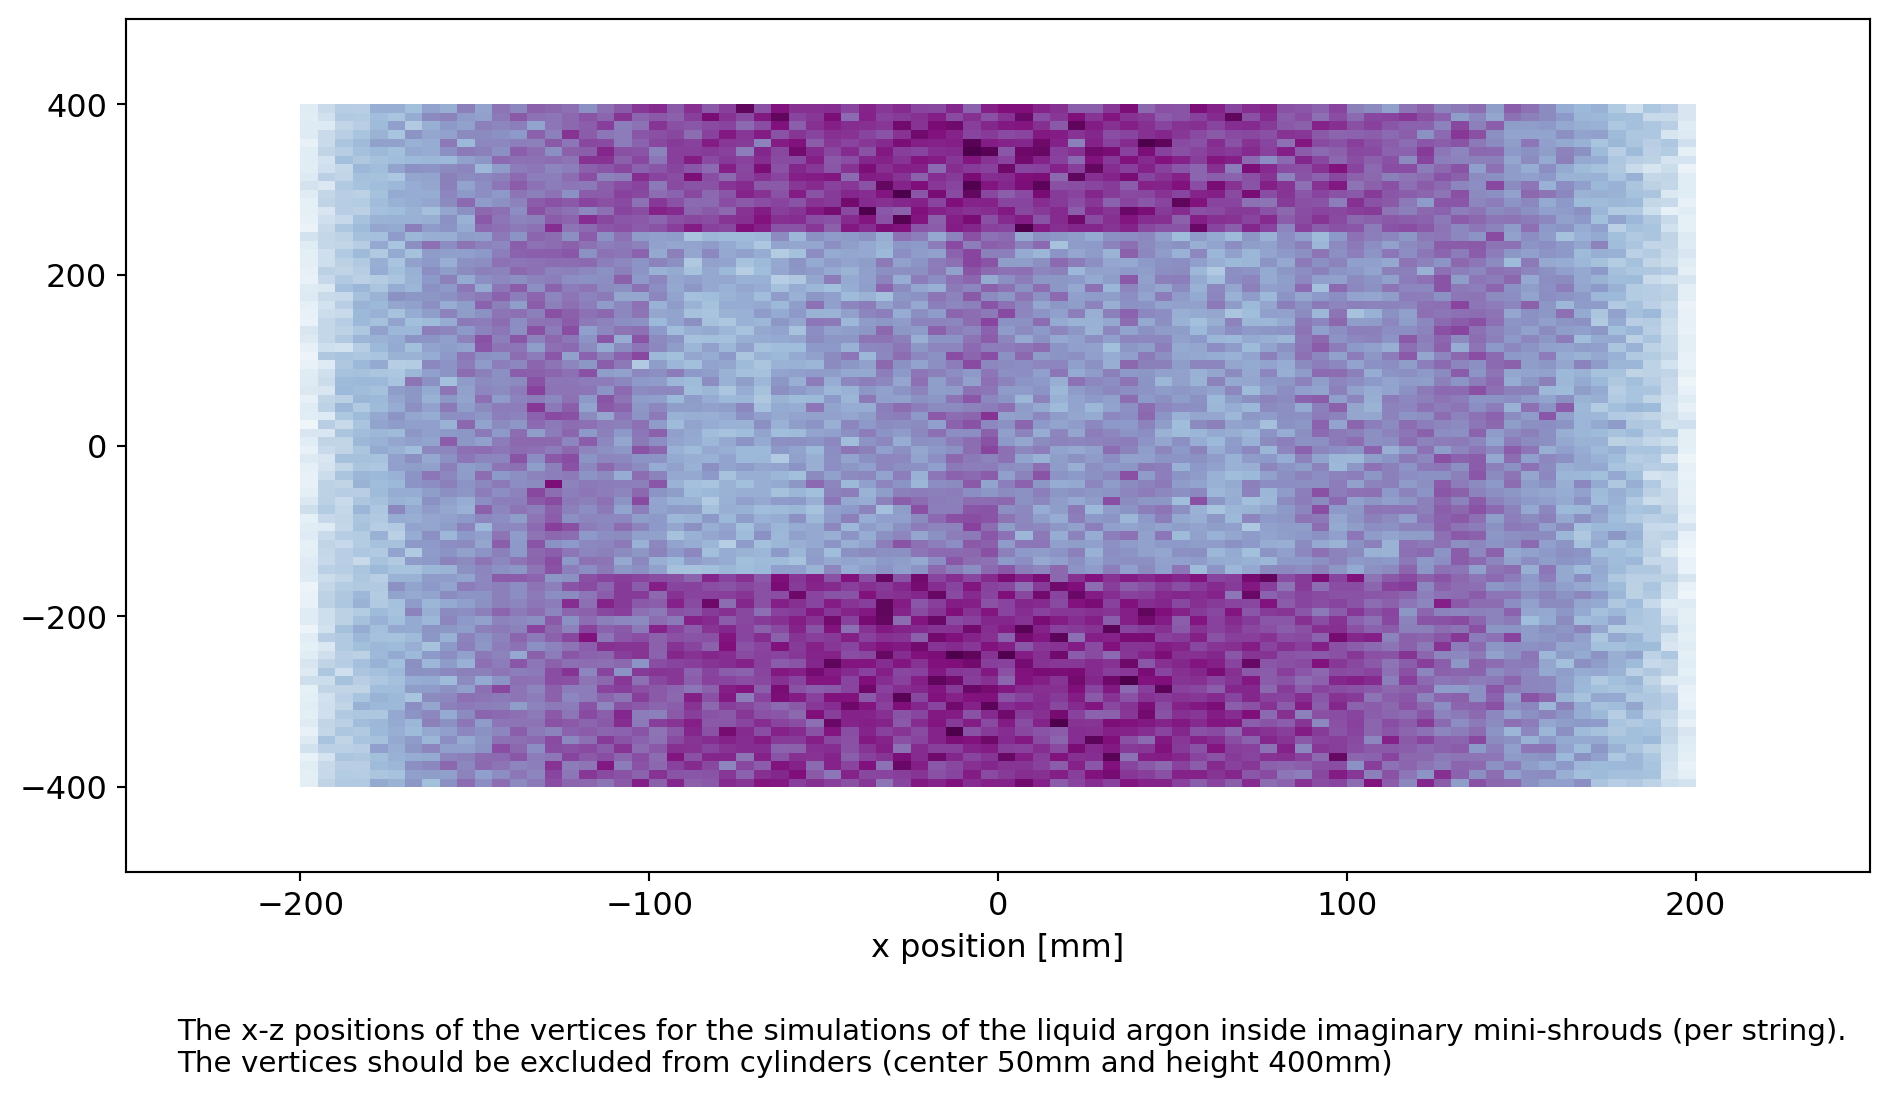 400
200
0
−200
−400
−200 −100 0 100 200
x position [mm]
The x-z positions of the vertices for the simulations of the liquid argon inside imaginary mini-shrouds (per string).
The vertices should be excluded from cylinders (center 50mm and height 400mm)